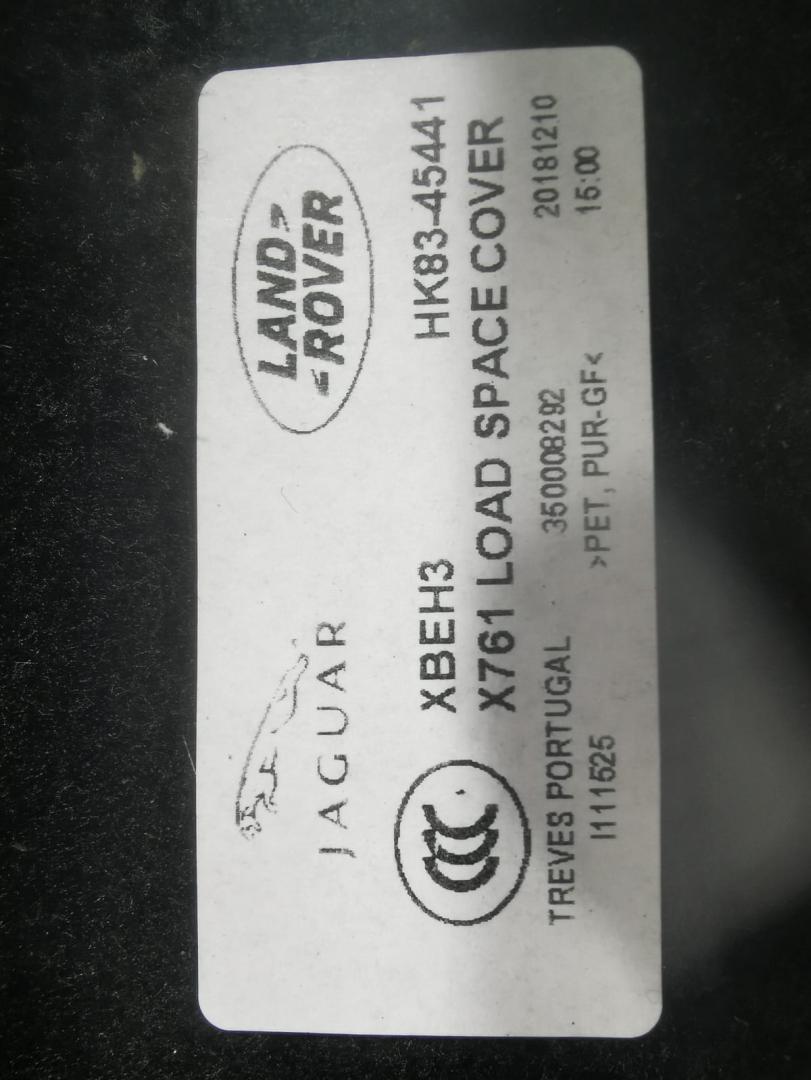 JAGUAR
LAND
ROVER
CCC
XBEH3 HK83-45441
X761 LOAD SPACE COVER
TREVES PORTUGAL 350008292 20181210
I111525 >PET, PUR-GF< 15:00